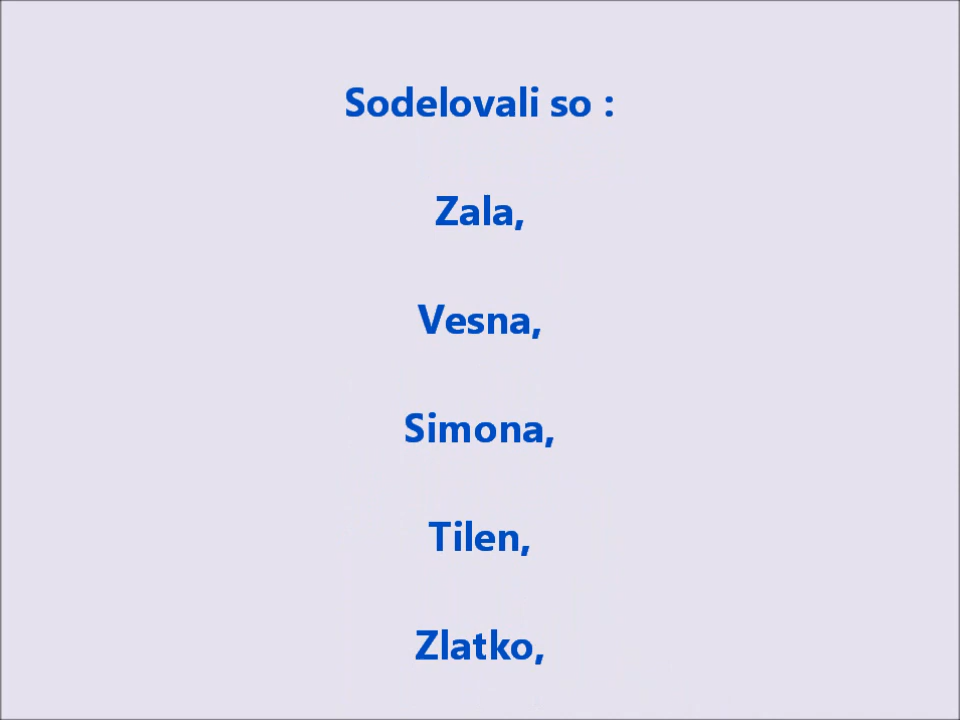 Sodelovali so :
Zala,
Vesna,
Simona,
Tilen,
Zlatko,